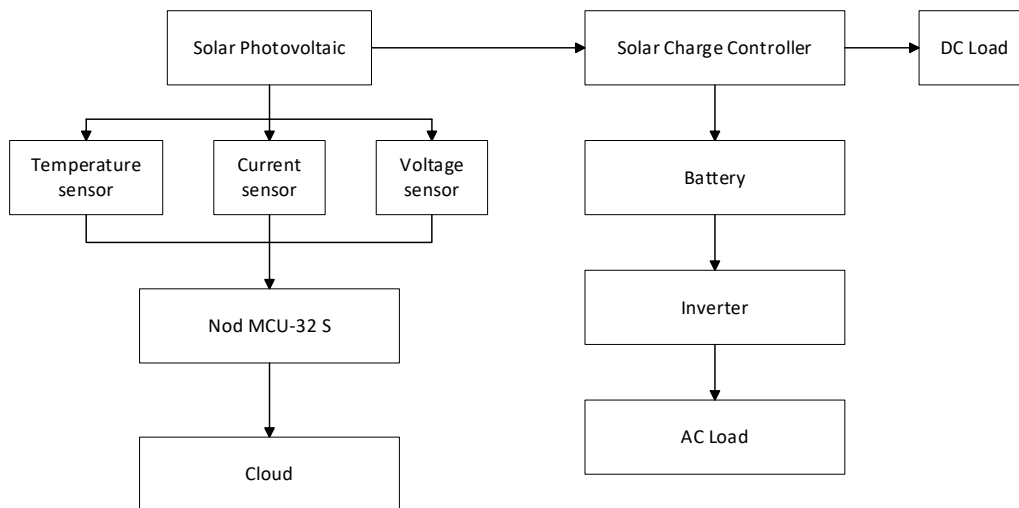 Solar Photovoltaic
Solar Charge Controller
DC Load
Temperature
sensor
Current
sensor
Voltage
sensor
Battery
Nod MCU-32 S
Inverter
Cloud
AC Load